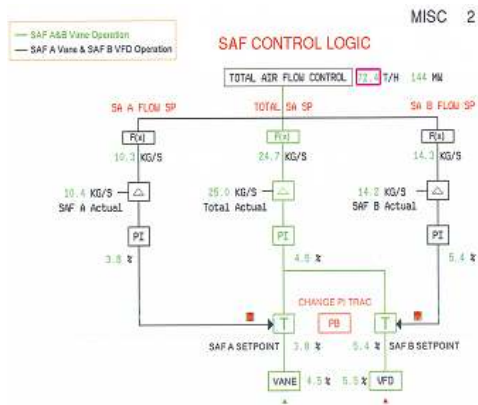 MISC 2
SAF A&B Vane Operation
SAF A Vane & SAF B VFD Operation
SAF CONTROL LOGIC
TOTAL AIR FLOW CONTROL 72.4 T/H 144 MW
SA A FLOW SP TOTAL SA SP SA B FLOW SP
F(x) F(x) F(x)
10.3 KG/S 24.7 KG/S 14.3 KG/S
10.4 KG/S 25.0 KG/S 14.2 KG/S
SAF A Actual Total Actual SAF B Actual
PI PI PI
3.8 % 4.6 % 5.4 %
CHANGE PI TRAC
T PB T
SAF A SETPOINT 3.8 % 5.4 % SAF B SETPOINT
VANE 4.5 % 5.5 % VFD